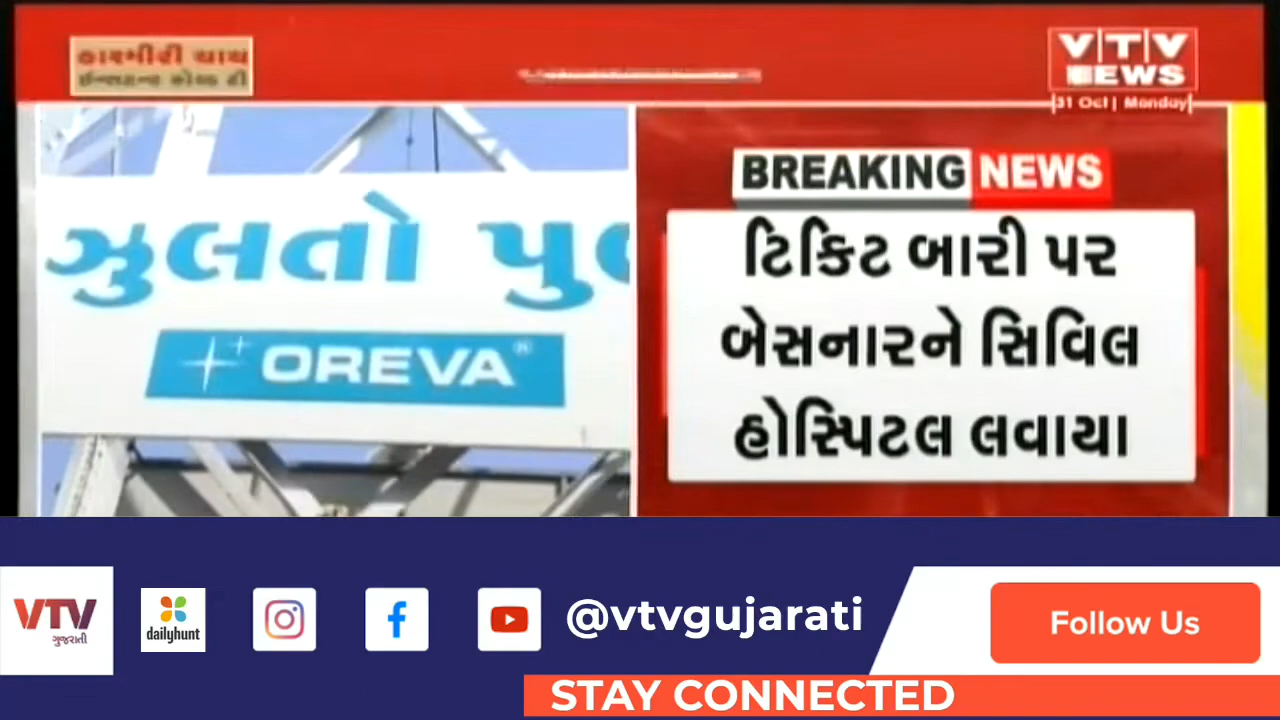 VTV
NEWS
31 Oct | Monday
BREAKING NEWS
ઝુલતો પુલ
OREVA®
ટિકિટ બારી પર
બેસનારને સિવિલ
હોસ્પિટલ લવાયા
VTV
ગુજરાતી
dailyhunt
@vtvgujarati
Follow Us
STAY CONNECTED